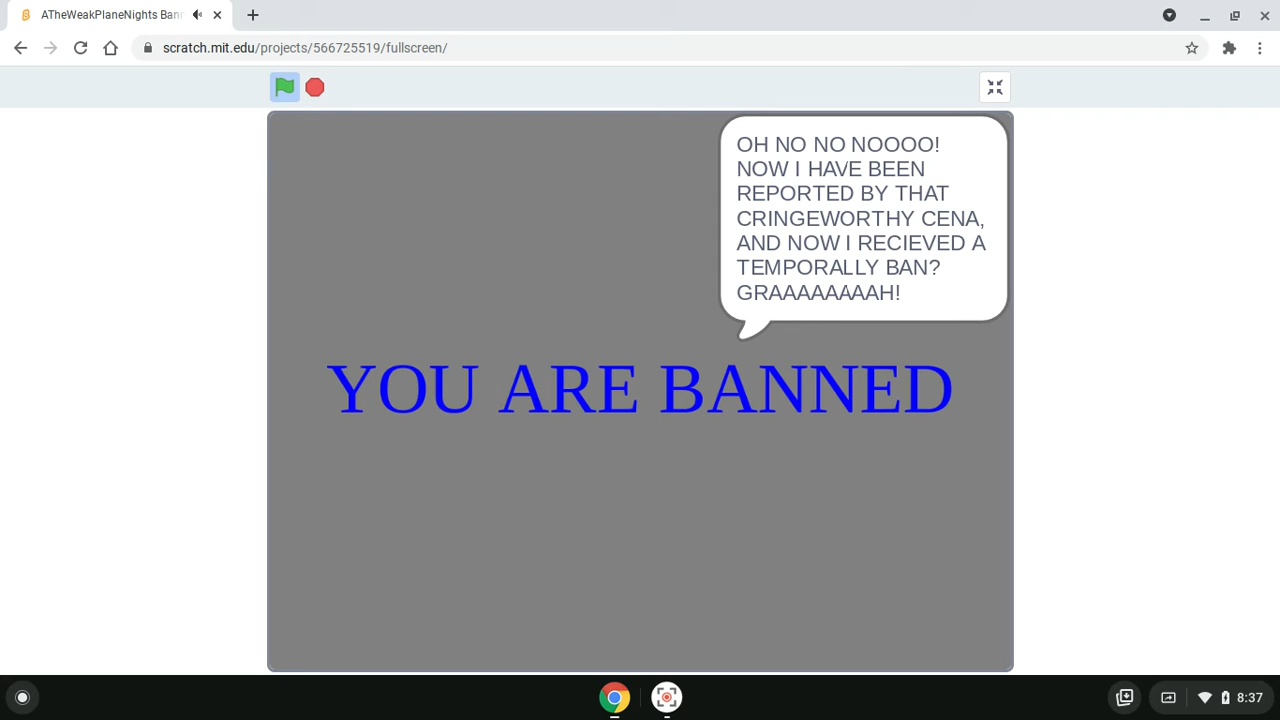 ATheWeakPlaneNights Ban
scratch.mit.edu/projects/566725519/fullscreen/
OH NO NO NOOOO!
NOW I HAVE BEEN
REPORTED BY THAT
CRINGEWORTHY CENA,
AND NOW I RECIEVED A
TEMPORALLY BAN?
GRAAAAAAAAH!
YOU ARE BANNED
8:37